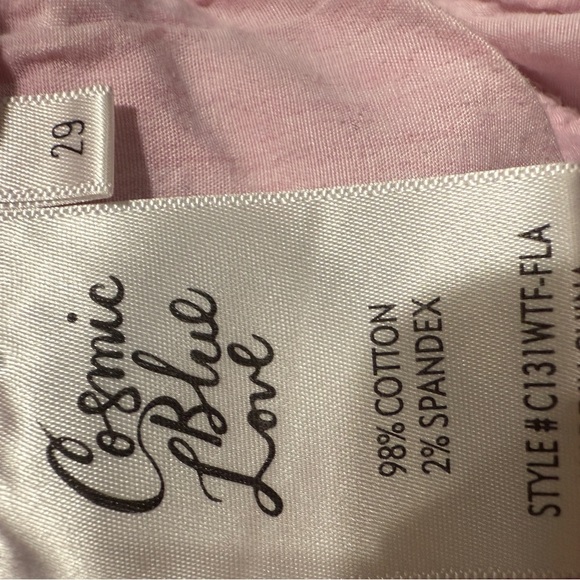 29
Cosmic
Blue
Love
98% COTTON
2% SPANDEX
STYLE # C131WTF-FLA